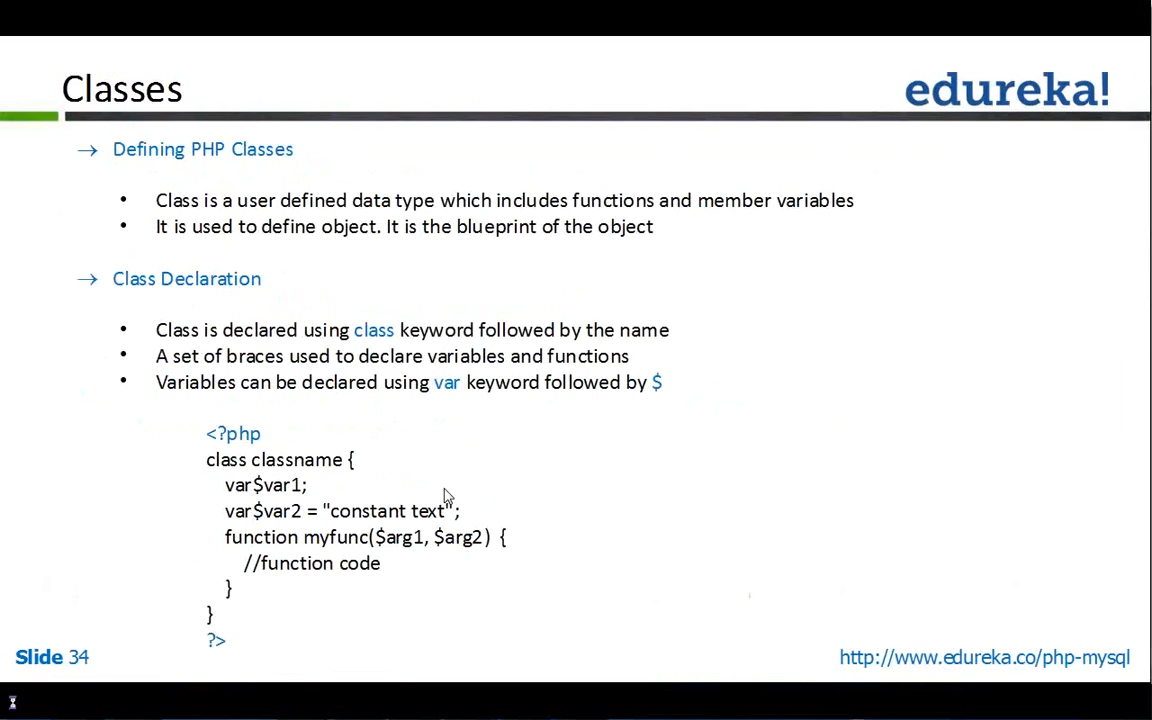 Classes
edureka!
→ Defining PHP Classes
• Class is a user defined data type which includes functions and member variables
• It is used to define object. It is the blueprint of the object
→ Class Declaration
• Class is declared using class keyword followed by the name
• A set of braces used to declare variables and functions
• Variables can be declared using var keyword followed by $
<?php
class classname {
var$var1;
var$var2 = "constant text";
function myfunc($arg1, $arg2) {
//function code
}
}
?>
Slide 34
http://www.edureka.co/php-mysql